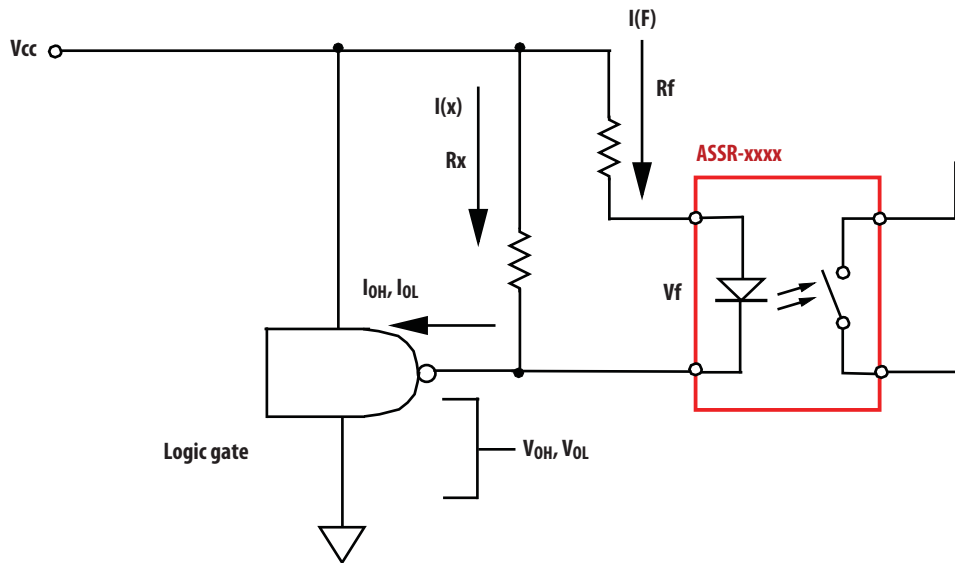 I(F)
Vcc
Rf
I(x)
Rx
ASSR-xxxx
IOH, IOL
Vf
Logic gate
VOH, VOL